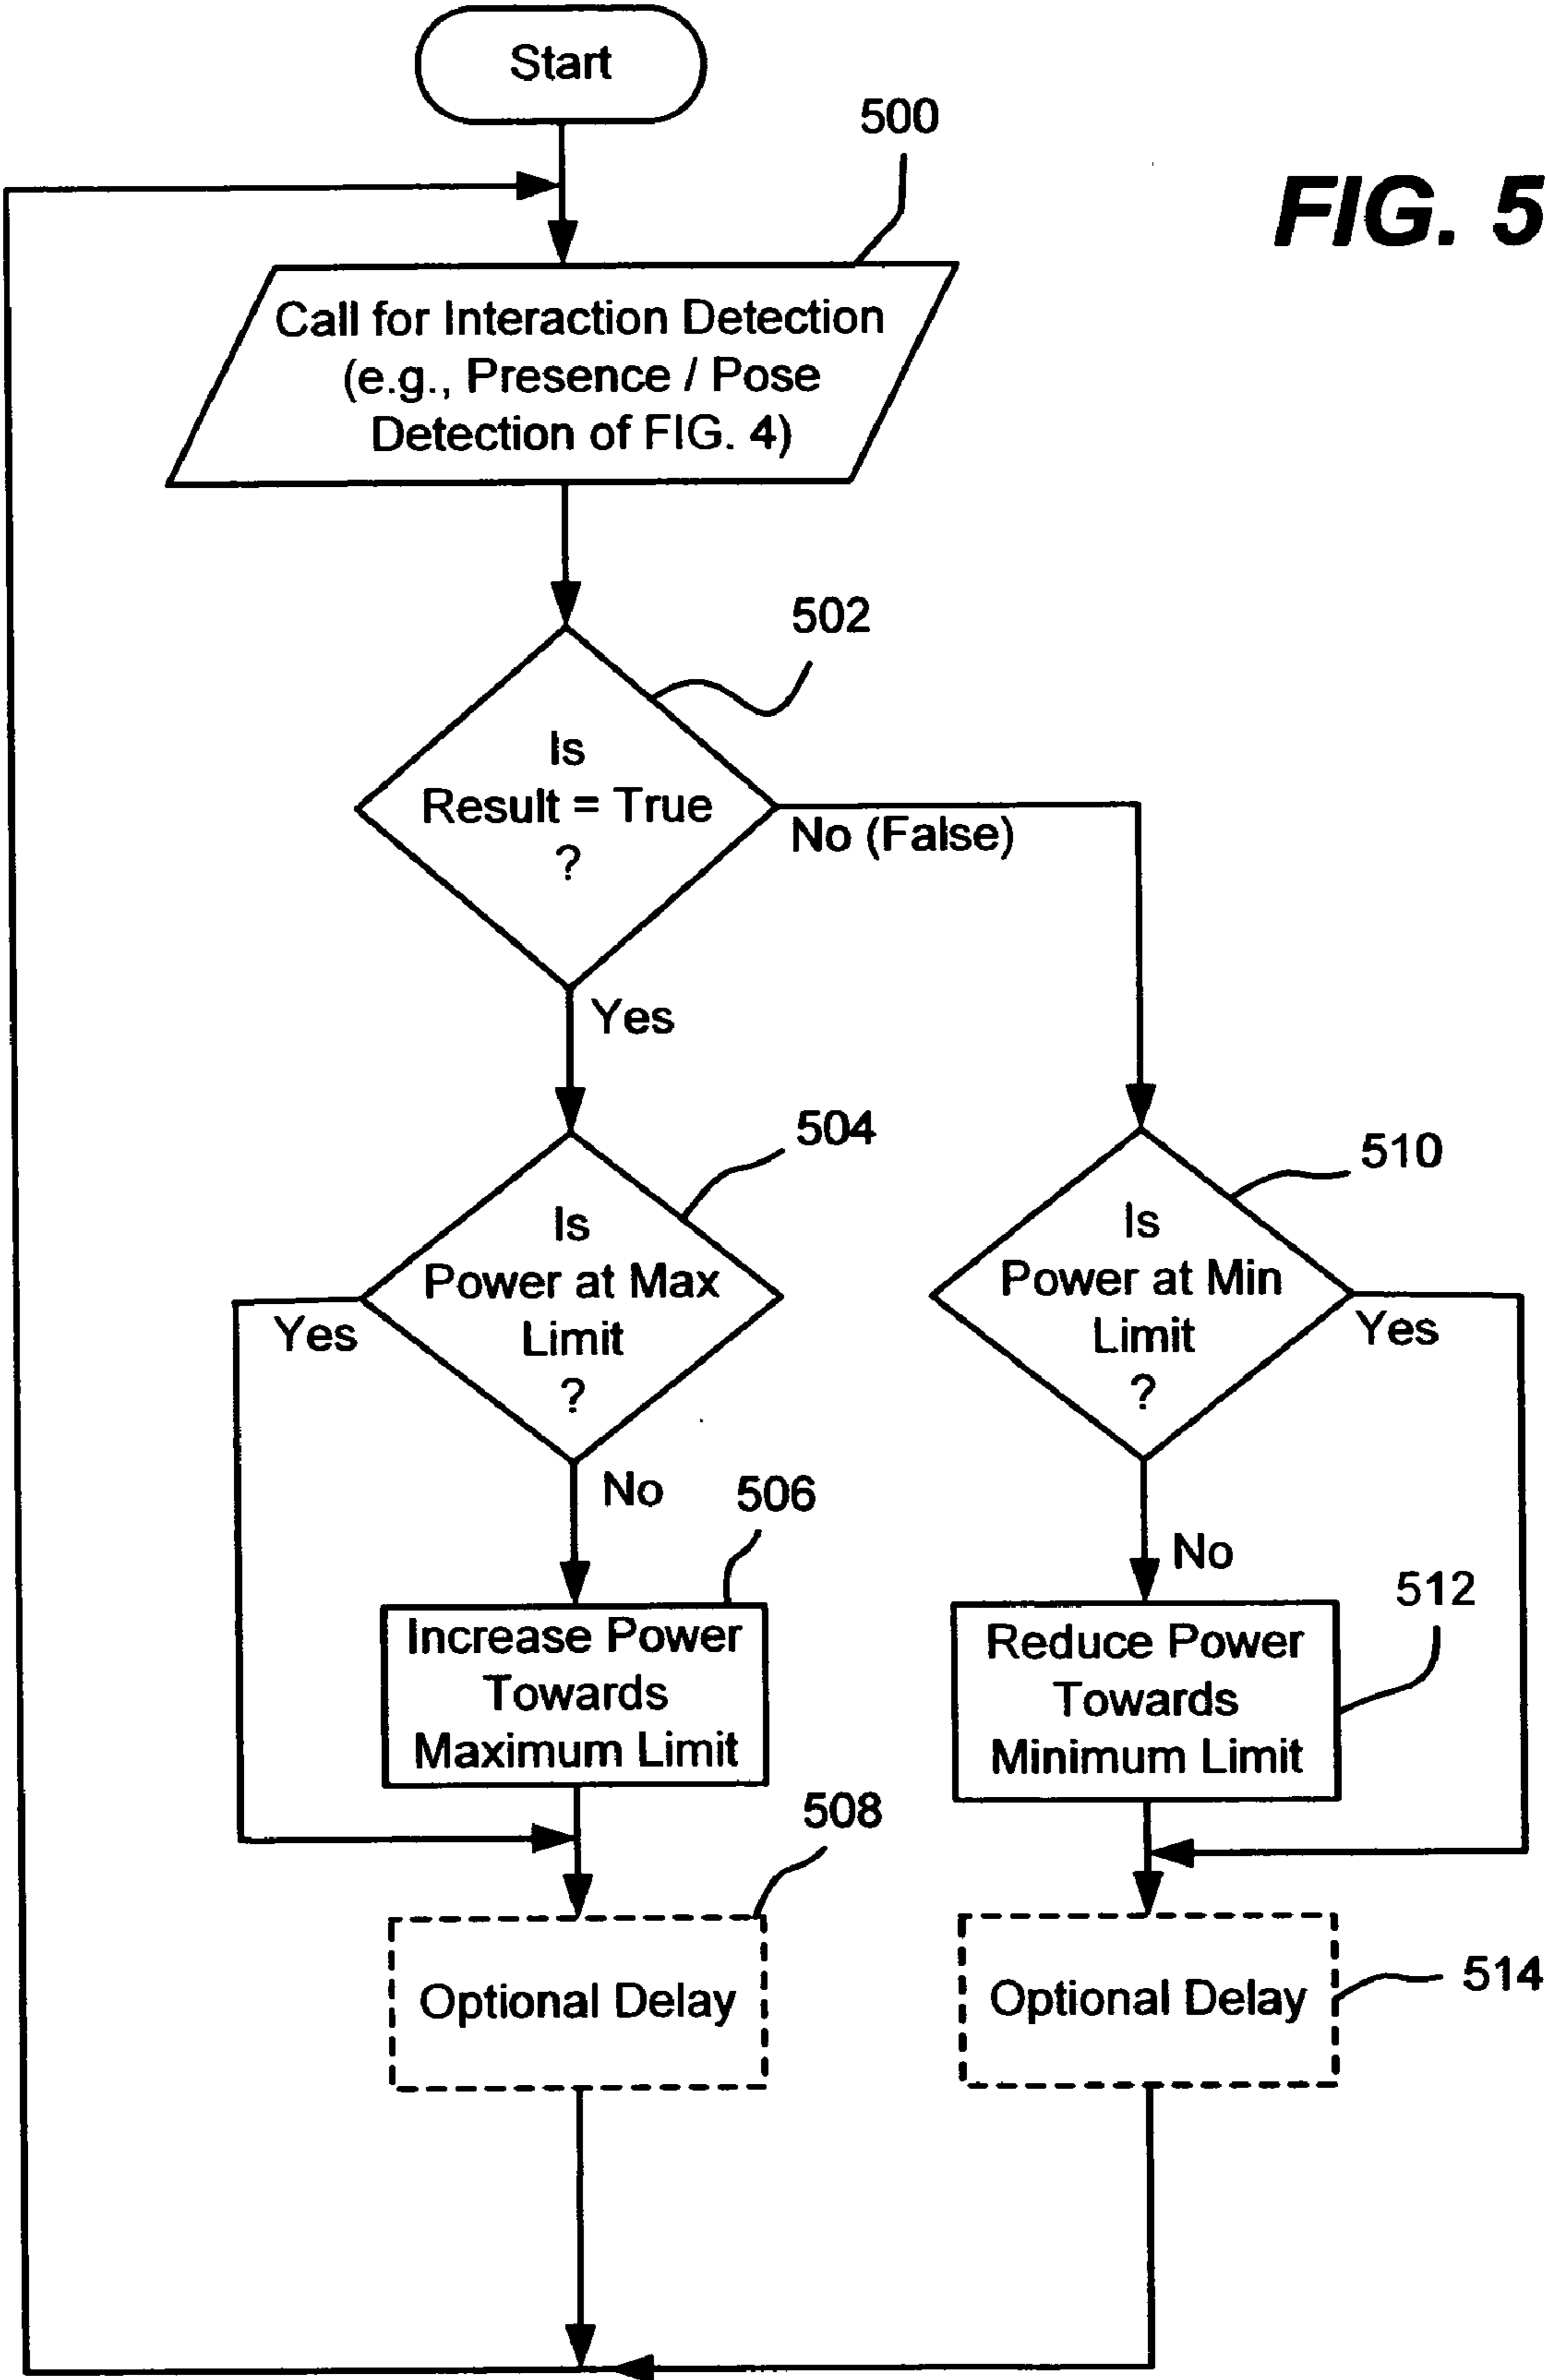 Start
500
FIG. 5
Call for Interaction Detection
(e.g., Presence / Pose
Detection of FIG. 4)
502
Is
Result = True
?
No (False)
Yes
504
Is
Power at Max
Limit
?
Yes
No
510
Is
Power at Min
Limit
?
Yes
No
506
Increase Power
Towards
Maximum Limit
512
Reduce Power
Towards
Minimum Limit
508
Optional Delay
Optional Delay
514